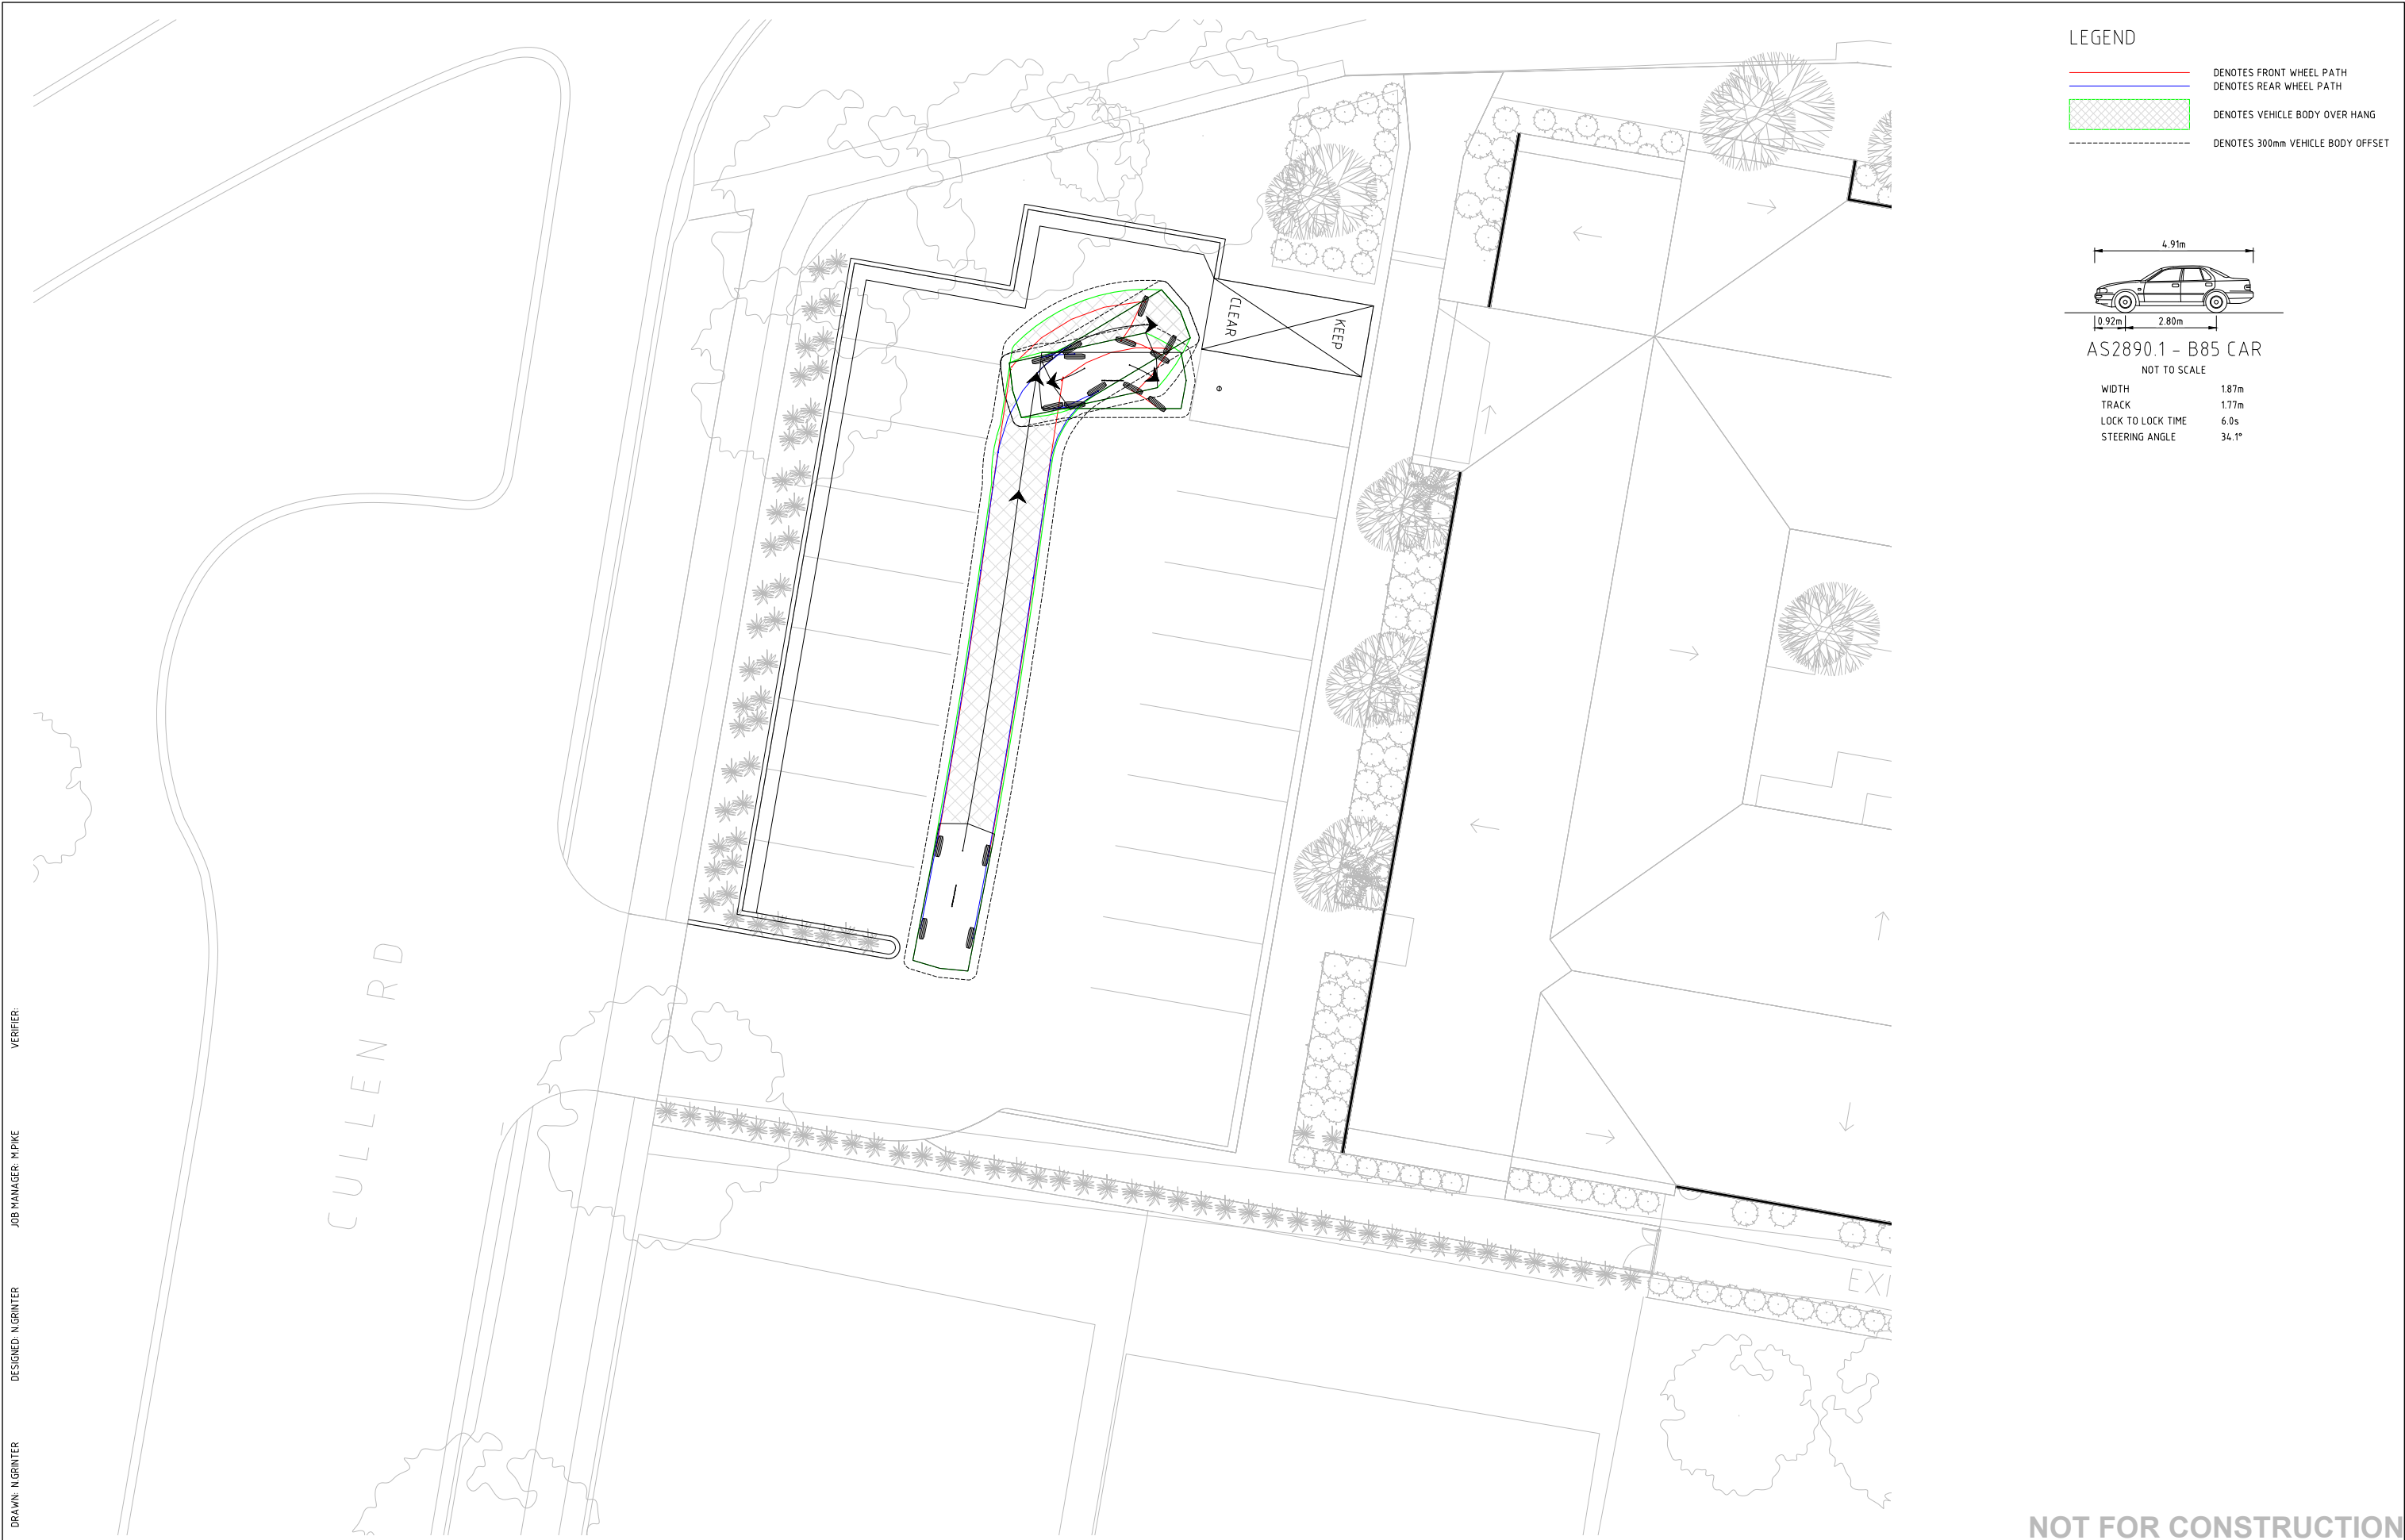 LEGEND
DENOTES FRONT WHEEL PATH
DENOTES REAR WHEEL PATH
DENOTES VEHICLE BODY OVER HANG
DENOTES 300mm VEHICLE BODY OFFSET
4.91m
0.92m
2.80m
AS2890.1 - B85 CAR
NOT TO SCALE
WIDTH 1.87m
TRACK 1.77m
LOCK TO LOCK TIME 6.0s
STEERING ANGLE 34.1°
KEEP
CLEAR
CULLEN RD
EXI
VERIFIER:
JOB MANAGER: M.PIKE
DESIGNED: N.GRINTER
DRAWN: N.GRINTER
NOT FOR CONSTRUCTION